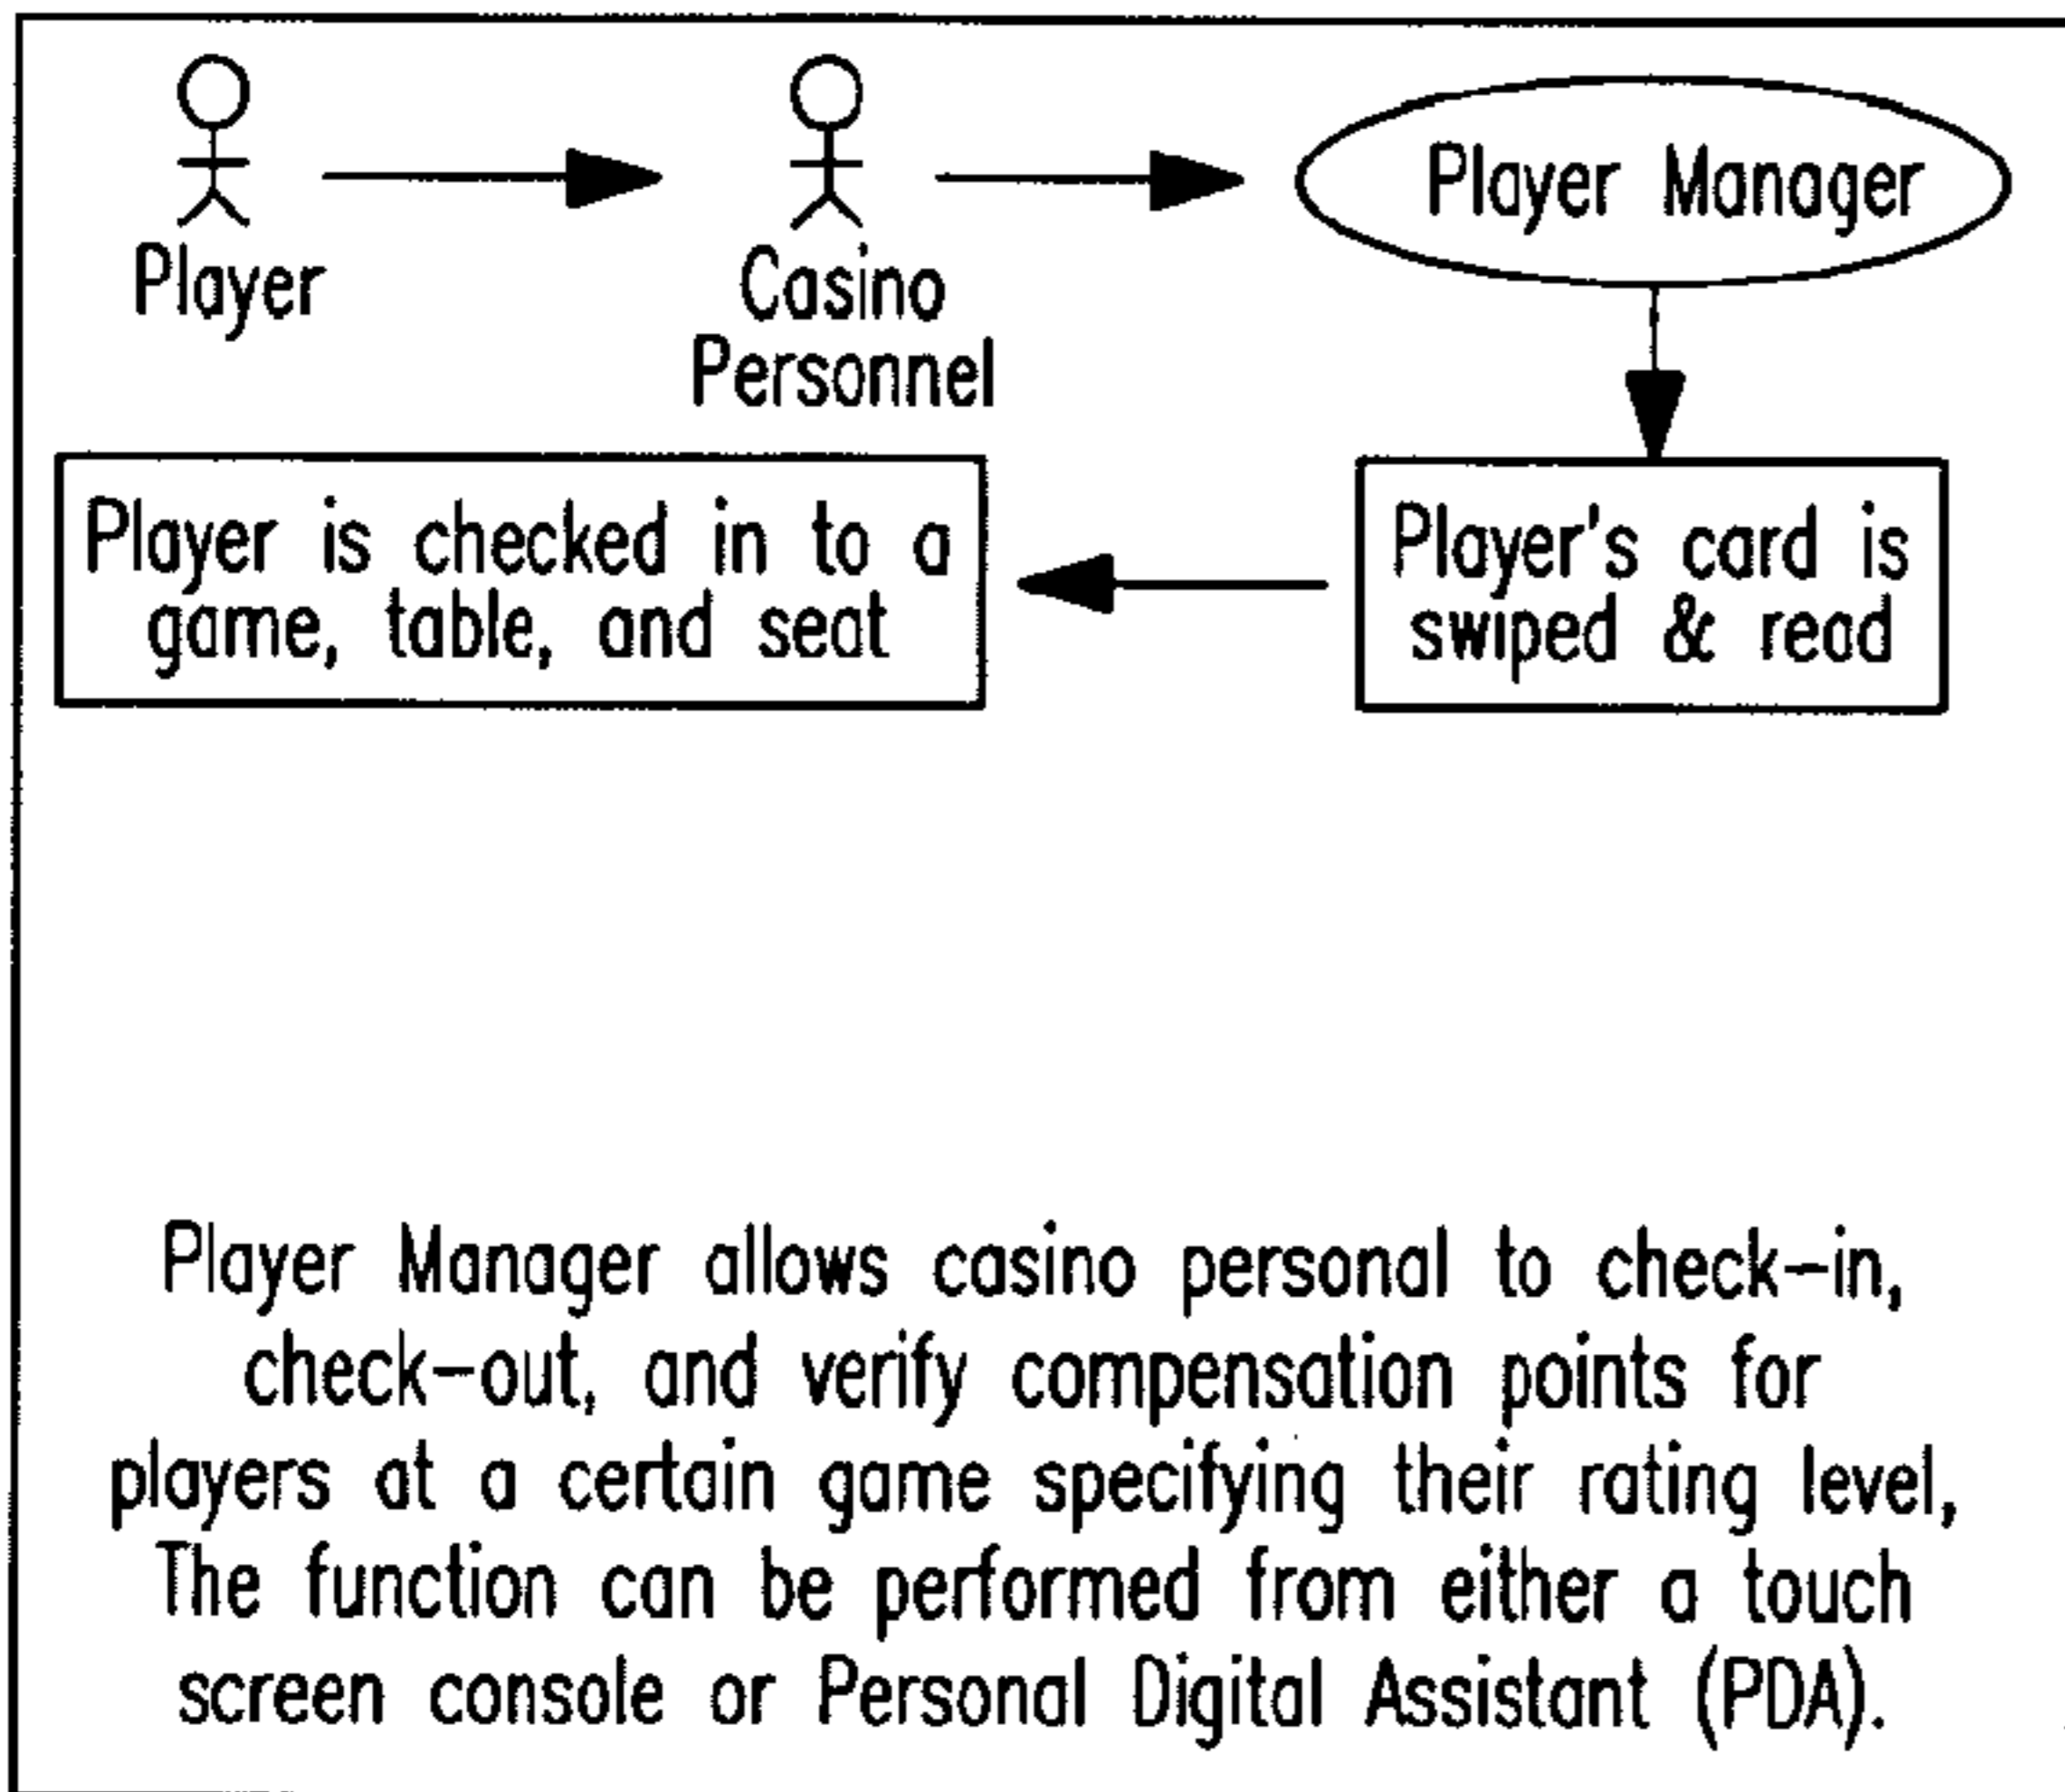 Player
Casino
Personnel
Player Manager
Player's card is
swiped & read
Player is checked in to a
game, table, and seat
Player Manager allows casino personal to check-in,
check-out, and verify compensation points for
players at a certain game specifying their rating level,
The function can be performed from either a touch
screen console or Personal Digital Assistant (PDA).